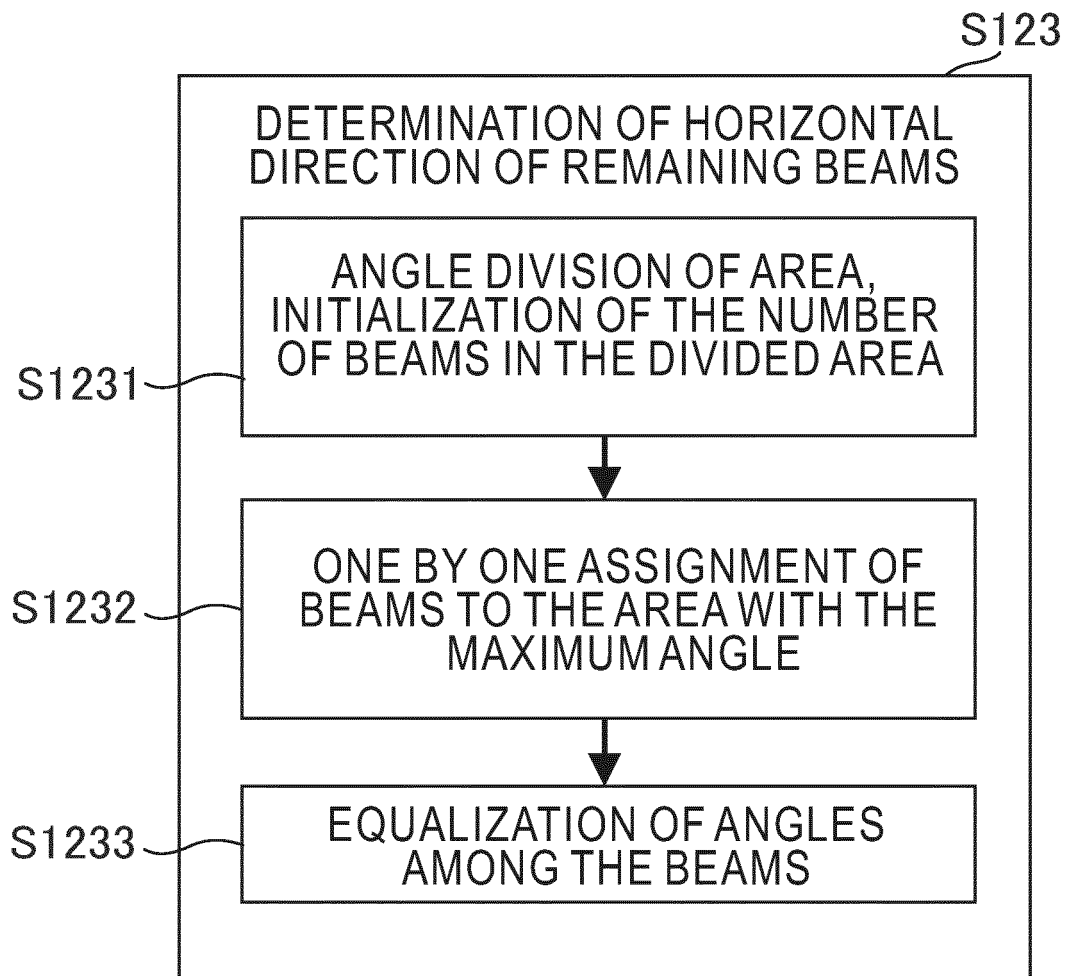 S123
DETERMINATION OF HORIZONTAL
DIRECTION OF REMAINING BEAMS
ANGLE DIVISION OF AREA,
INITIALIZATION OF THE NUMBER
OF BEAMS IN THE DIVIDED AREA
S1231
ONE BY ONE ASSIGNMENT OF
BEAMS TO THE AREA WITH THE
MAXIMUM ANGLE
S1232
EQUALIZATION OF ANGLES
AMONG THE BEAMS
S1233